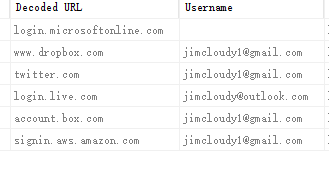 Decoded URL Username
login.microsoftonline.com
www.dropbox.com jimcloudy1@gmail.com
twitter.com jimcloudy1@gmail.com
login.live.com jimcloudy@outlook.com
account.box.com jimcloudy1@gmail.com
signin.aws.amazon.com jimcloudy1@gmail.com